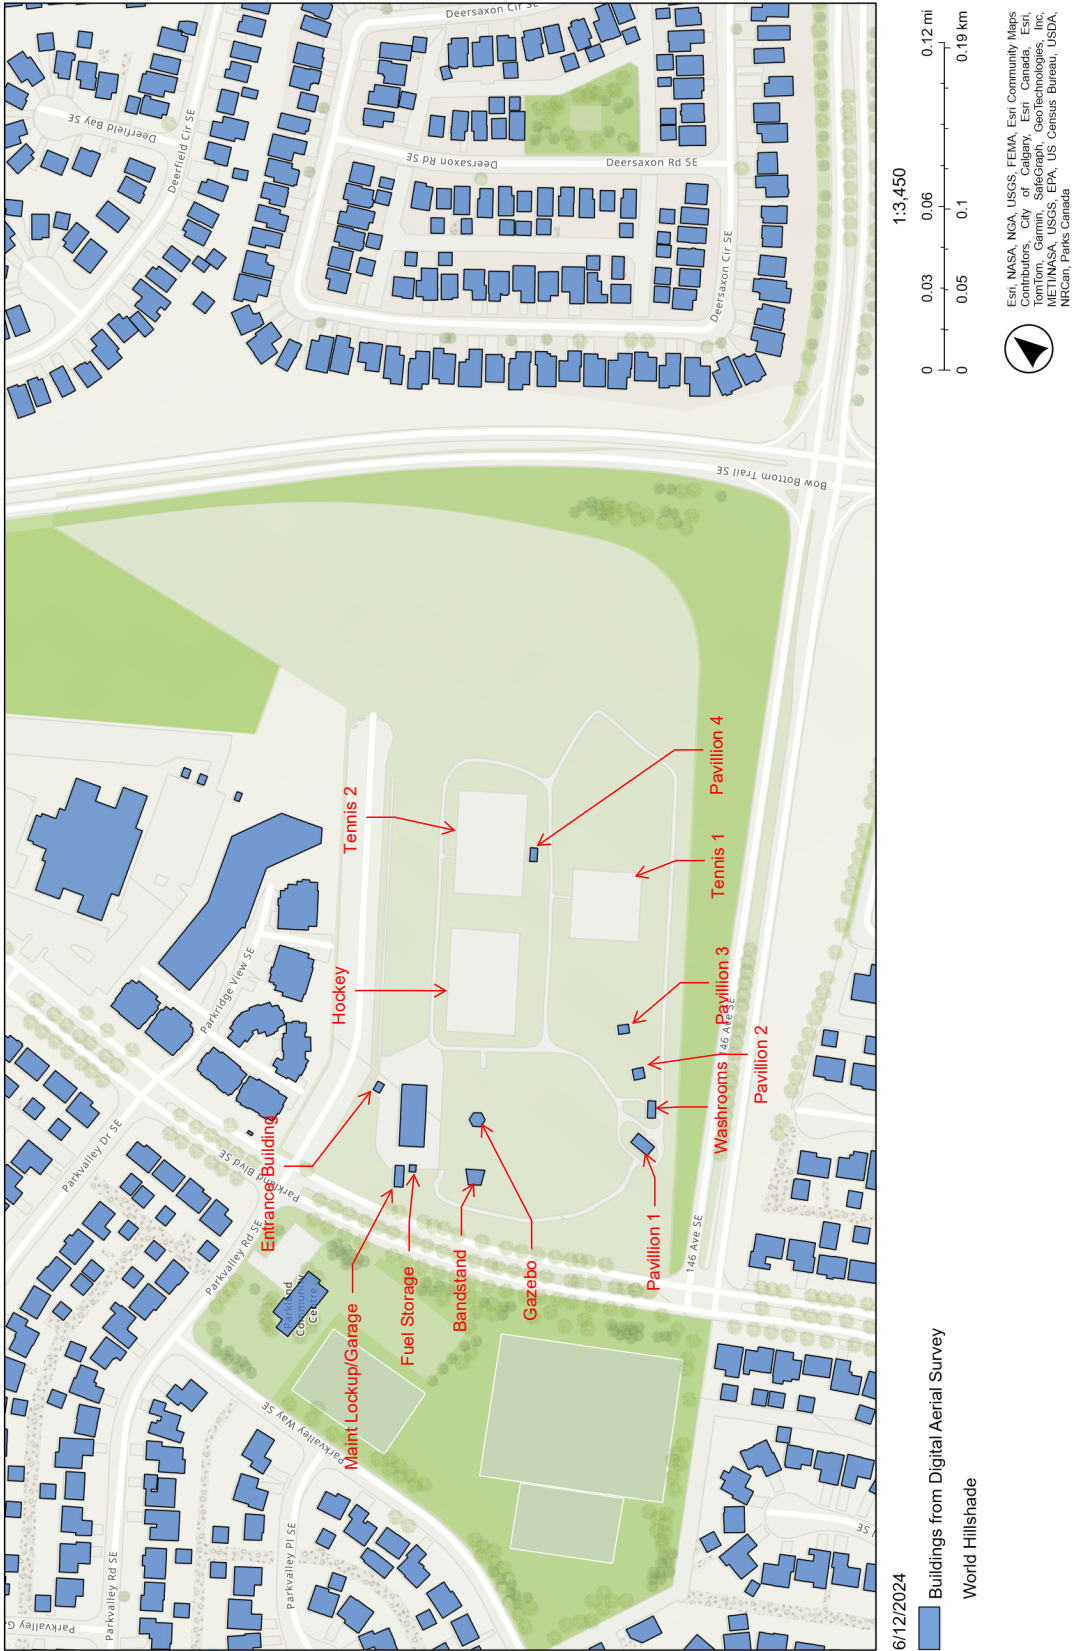 Deersaxon Cir SE
Deerfield Bay SE
Deerfield Cir SE
Deersaxon Rd SE
Deersaxon Rd SE
Deersaxon Cir SE
Bow Bottom Trail SE
Parkridge View SE
Parkvalley Dr SE
Parkland Blvd SE
Parkvalley Rd SE
Parkland
Community
Centre
Parkvalley Way SE
Parkvalley Pl SE
Parkvalley Rd SE
Parkvalley G
146 Ave SE
146 Ave SE
SE
Tennis 2
Pavillion 4
Tennis 1
Hockey
Pavillion 3
Pavillion 2
Washrooms
Entrance Building
Pavillion 1
Gazebo
Bandstand
Fuel Storage
Maint Lockup/Garage
6/12/2024
Buildings from Digital Aerial Survey
World Hillshade
1:3,450
0 0.03 0.06 0.12 mi
0 0.05 0.1 0.19 km
Esri, NASA, NGA, USGS, FEMA, Esri Community Maps
Contributors, City of Calgary, Esri Canada, Esri,
TomTom, Garmin, SafeGraph, GeoTechnologies, Inc,
METI/NASA, USGS, EPA, US Census Bureau, USDA,
NRCan, Parks Canada